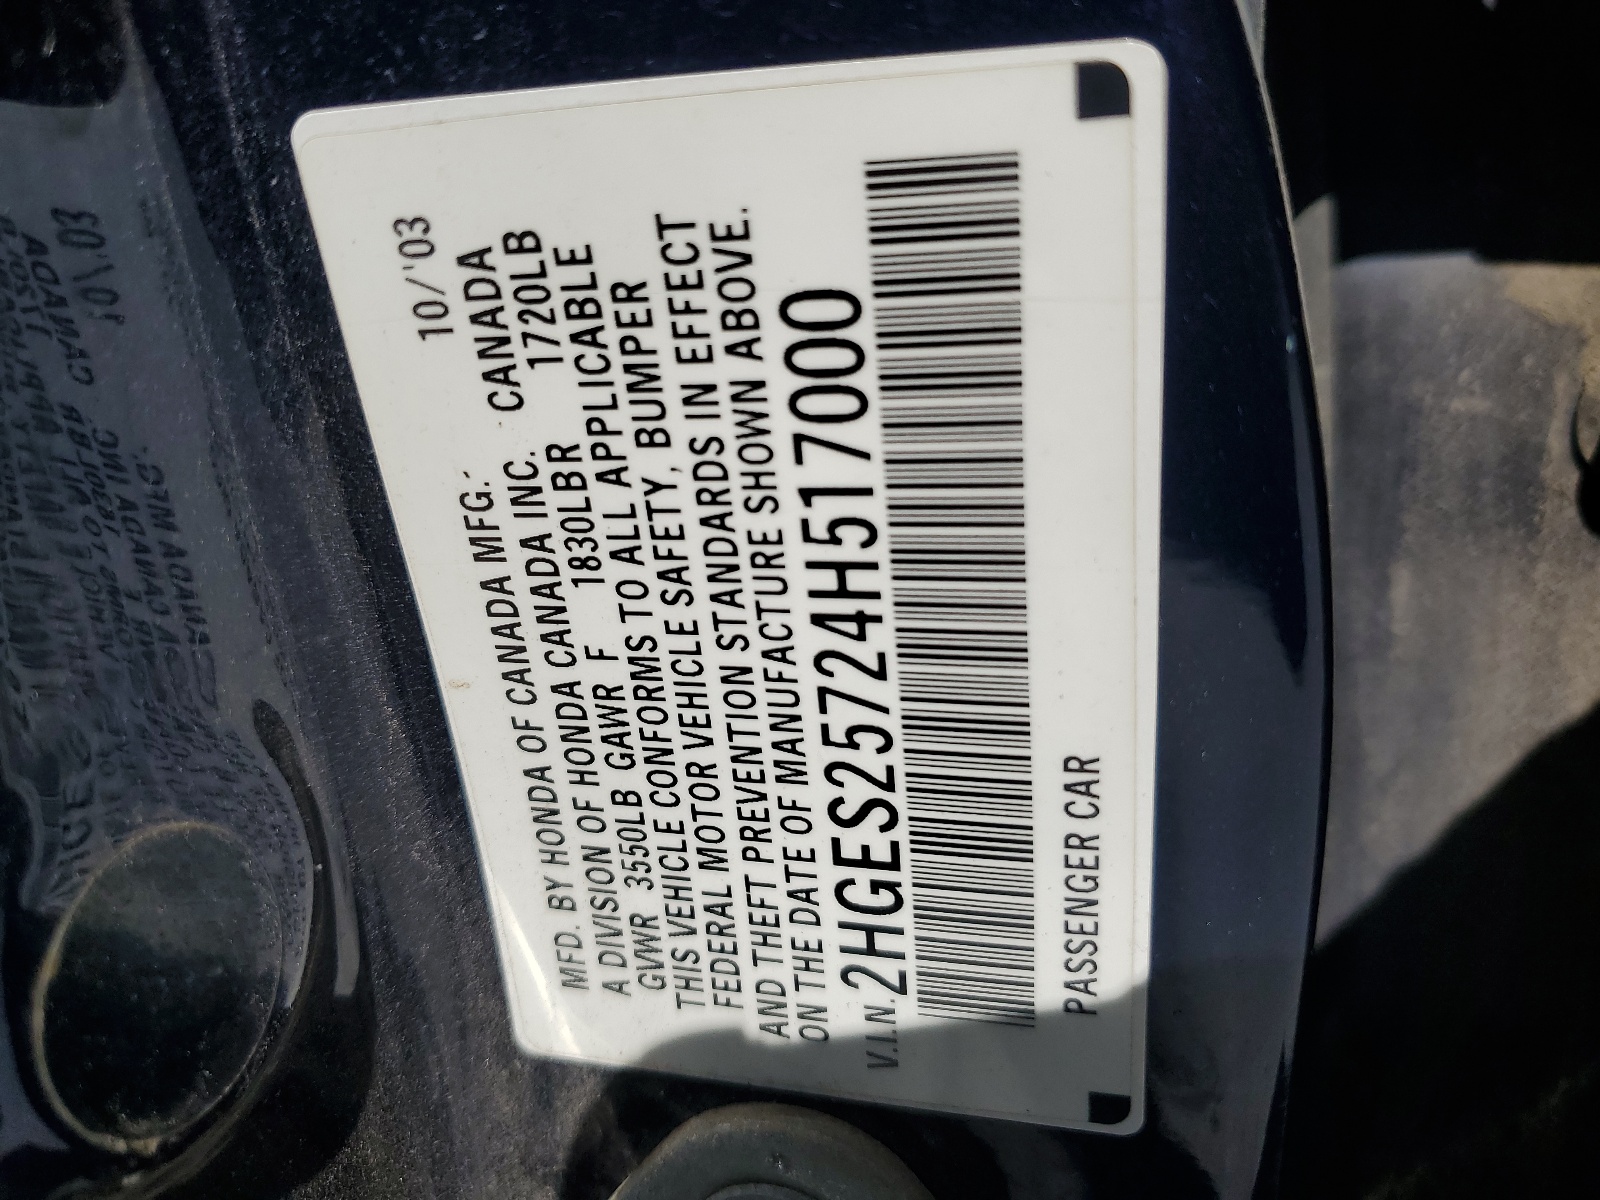 MFD. BY HONDA OF CANADA MFG.- CANADA 10/'03
A DIVISION OF HONDA CANADA INC.
GVWR 3550LB GAWR F 1830LB R 1720LB
THIS VEHICLE CONFORMS TO ALL APPLICABLE
FEDERAL MOTOR VEHICLE SAFETY, BUMPER
AND THEFT PREVENTION STANDARDS IN EFFECT
ON THE DATE OF MANUFACTURE SHOWN ABOVE.
V.I.N. 2HGES25724H517000
PASSENGER CAR